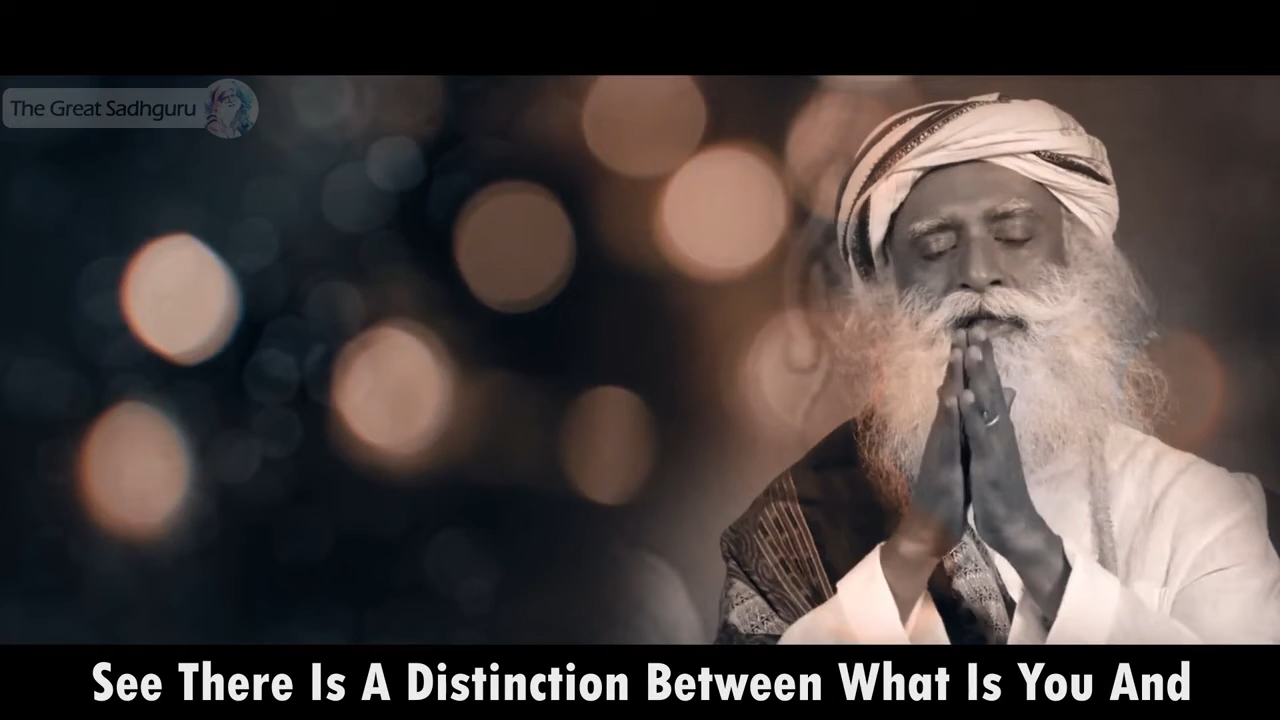 The Great Sadhguru
See There Is A Distinction Between What Is You And